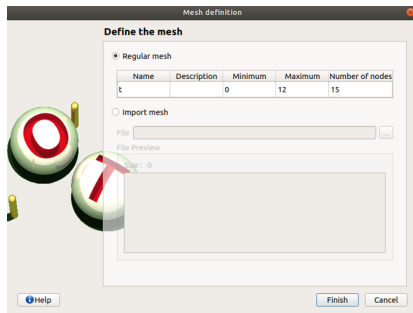 Mesh definition
Define the mesh
Regular mesh
Name Description Minimum Maximum Number of nodes
t 0 12 15
Import mesh
File ...
File Preview
Size : 0
Help Finish Cancel
O
T